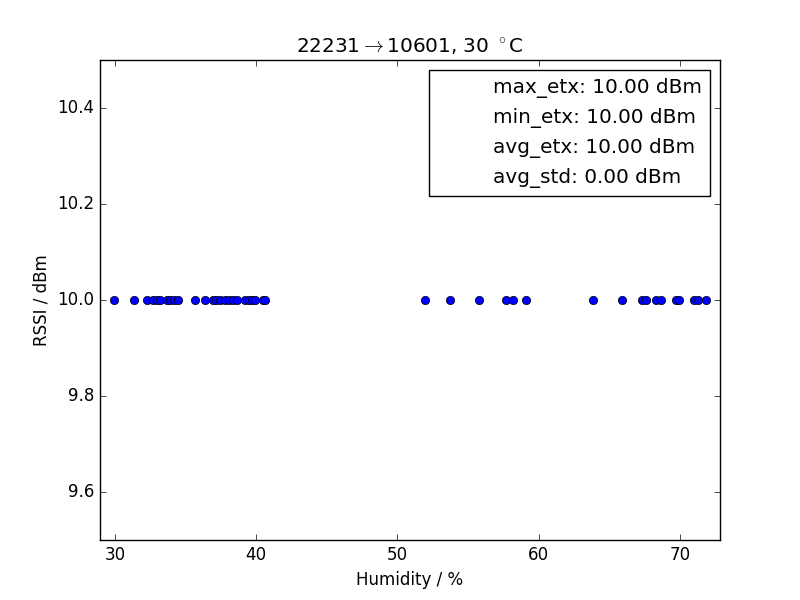 22231→10601, 30 °C
max_etx: 10.00 dBm
min_etx: 10.00 dBm
avg_etx: 10.00 dBm
avg_std: 0.00 dBm
RSSI / dBm
10.4
10.2
10.0
9.8
9.6
30 40 50 60 70
Humidity / %